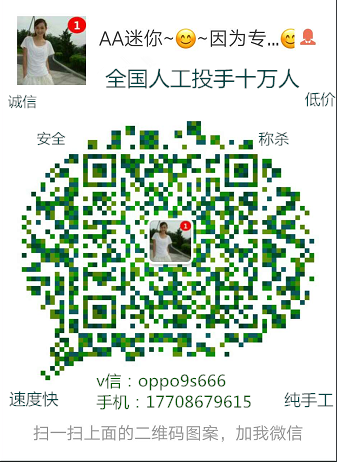 1
AA迷你~😊~因为专...
全国人工投手十万人
诚信 低价
安全 称杀
1
v信：oppo9s666
速度快 纯手工
手机：17708679615
扫一扫上面的二维码图案，加我微信